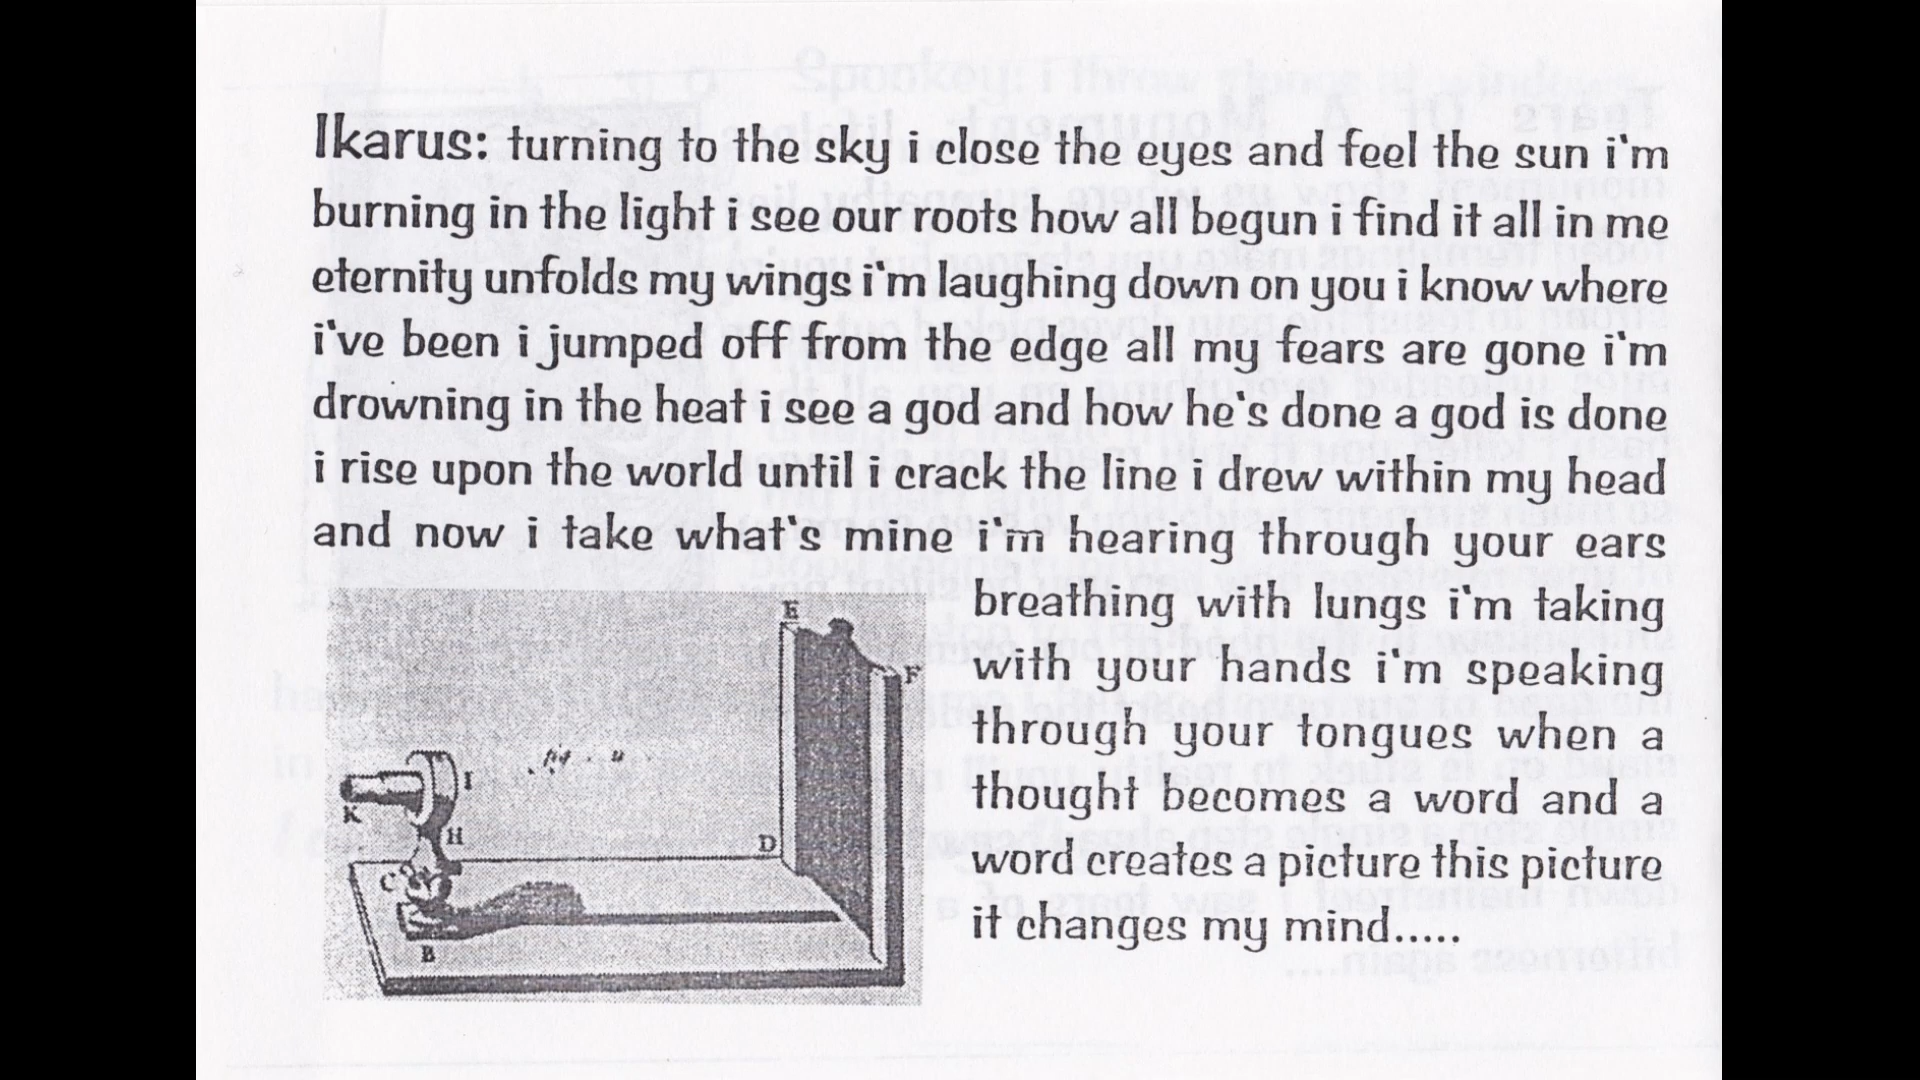 Ikarus: turning to the sky i close the eyes and feel the sun i'm
burning in the light i see our roots how all begun i find it all in me
eternity unfolds my wings i'm laughing down on you i know where
i've been i jumped off from the edge all my fears are gone i'm
drowning in the heat i see a god and how he's done a god is done
i rise upon the world until i crack the line i drew within my head
and now i take what's mine i'm hearing through your ears
breathing with lungs i'm taking
with your hands i'm speaking
through your tongues when a
thought becomes a word and a
word creates a picture this picture
it changes my mind.....
E
F
I
K
H
D
C
B